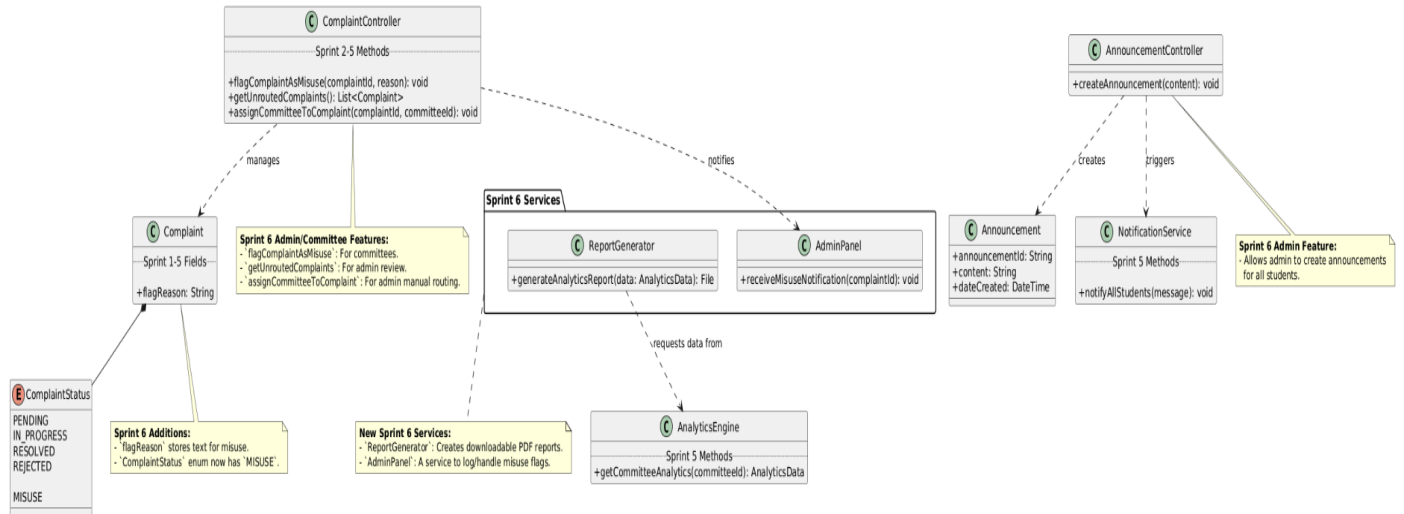 C ComplaintController
Sprint 2-5 Methods
+flagComplaintAsMisuse(complaintId, reason): void
+getUnroutedComplaints(): List<Complaint>
+assignCommitteeToComplaint(complaintId, committeeId): void
C AnnouncementController
+createAnnouncement(content): void
manages
notifies
creates
triggers
C Complaint
Sprint 1-5 Fields
+flagReason: String
Sprint 6 Admin/Committee Features:
- `flagComplaintAsMisuse`: For committees.
- `getUnroutedComplaints`: For admin review.
- `assignCommitteeToComplaint`: For admin manual routing.
Sprint 6 Services
C ReportGenerator
+generateAnalyticsReport(data: AnalyticsData): File
C AdminPanel
+receiveMisuseNotification(complaintId): void
C Announcement
+announcementId: String
+content: String
+dateCreated: DateTime
C NotificationService
Sprint 5 Methods
+notifyAllStudents(message): void
Sprint 6 Admin Feature:
- Allows admin to create announcements
for all students.
requests data from
E ComplaintStatus
PENDING
IN_PROGRESS
RESOLVED
REJECTED
MISUSE
Sprint 6 Additions:
- `flagReason` stores text for misuse.
- `ComplaintStatus` enum now has `MISUSE`.
New Sprint 6 Services:
- `ReportGenerator`: Creates downloadable PDF reports.
- `AdminPanel`: A service to log/handle misuse flags.
C AnalyticsEngine
Sprint 5 Methods
+getCommitteeAnalytics(committeeId): AnalyticsData